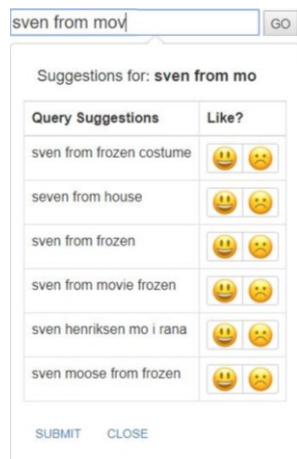 sven from mov GO
Suggestions for: sven from mo
Query Suggestions Like?
sven from frozen costume
seven from house
sven from frozen
sven from movie frozen
sven henriksen mo i rana
sven moose from frozen
SUBMIT CLOSE